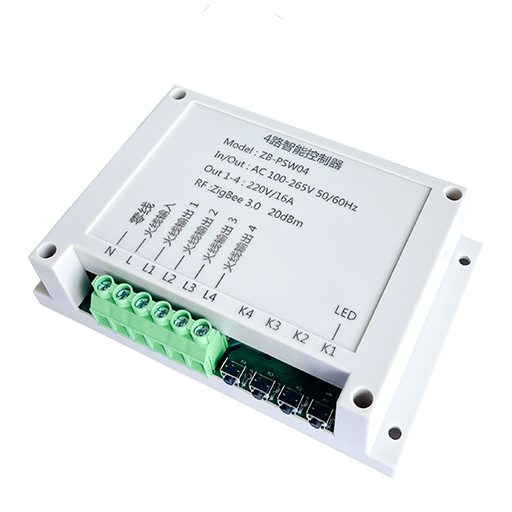 4路智能控制器
Model : ZB-PSW04
In/Out : AC 100-265V 50/60Hz
Out 1-4 : 220V/16A
RF :ZigBee 3.0 20dBm
零线
火线输入
火线输出 1
火线输出 2
火线输出 3
火线输出 4
N L L1 L2 L3 L4 K4 K3 K2 K1
LED